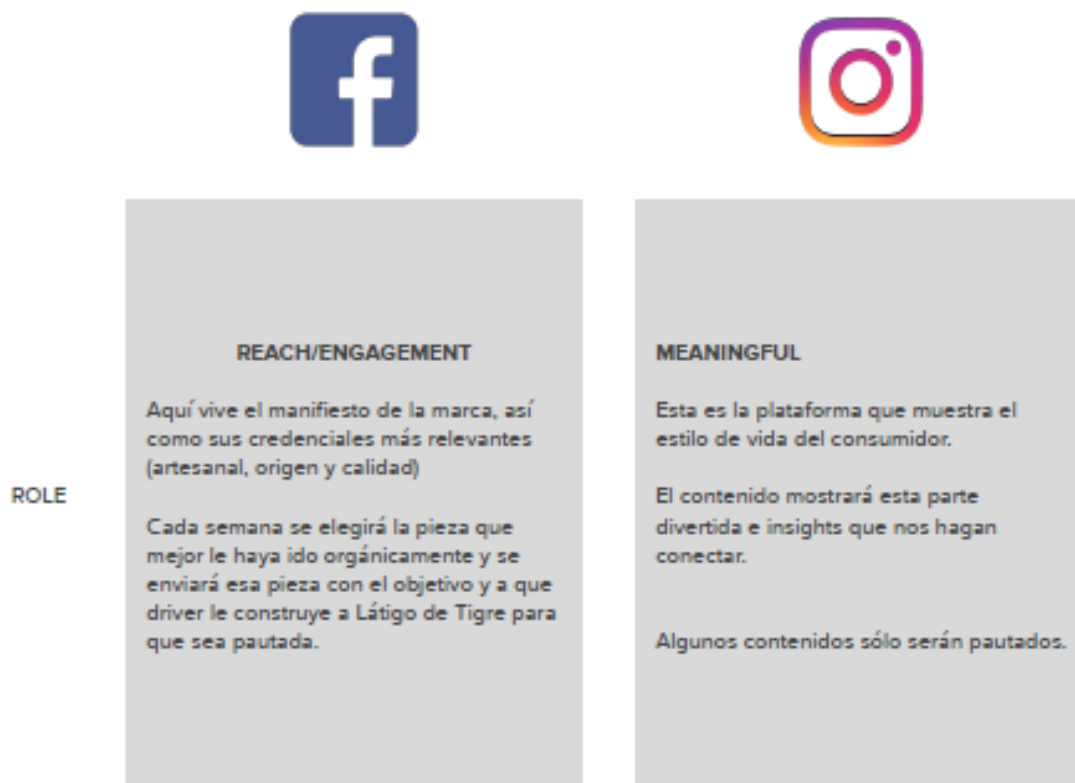 REACH/ENGAGEMENT
Aquí vive el manifiesto de la marca, así
como sus credenciales más relevantes
(artesanal, origen y calidad)
Cada semana se elegirá la pieza que
mejor le haya ido orgánicamente y se
enviará esa pieza con el objetivo y a que
driver le construye a Látigo de Tigre para
que sea pautada.
MEANINGFUL
Esta es la plataforma que muestra el
estilo de vida del consumidor.
El contenido mostrará esta parte
divertida e insights que nos hagan
conectar.
Algunos contenidos sólo serán pautados.
ROLE